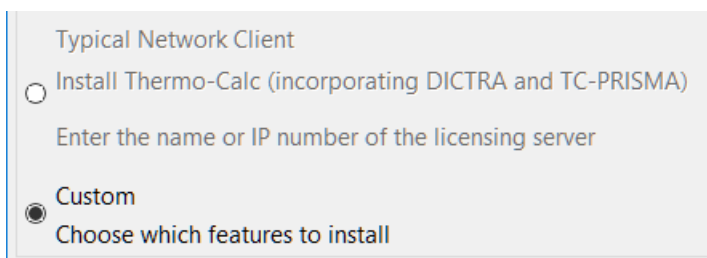 Typical Network Client
Install Thermo-Calc (incorporating DICTRA and TC-PRISMA)
Enter the name or IP number of the licensing server
Custom
Choose which features to install